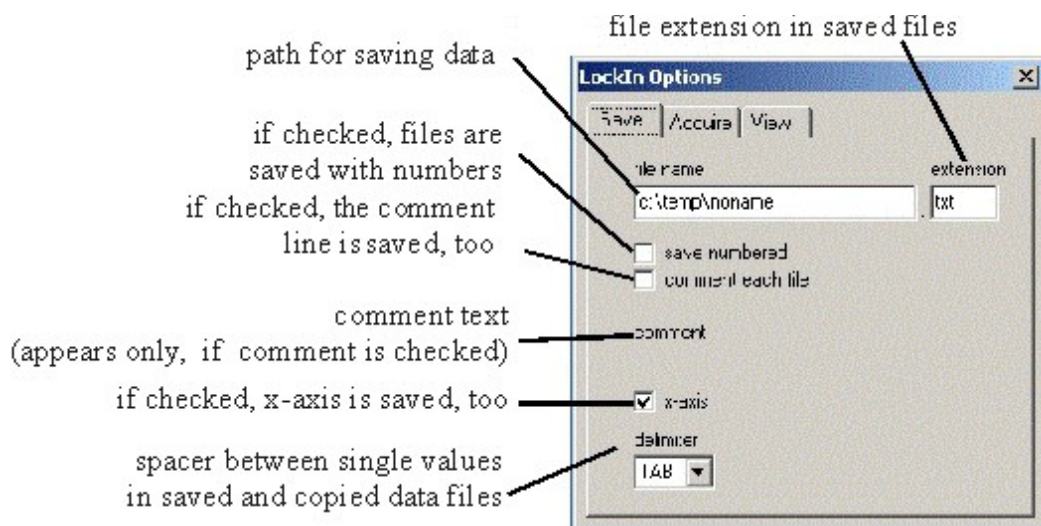 file extension in saved files
path for saving data
LockIn Options
Save Acquire View
if checked, files are
saved with numbers
file name extension
c:\temp\noname . txt
if checked, the comment
line is saved, too
save numbered
comment each file
comment text
(appears only, if comment is checked)
comment
if checked, x-axis is saved, too
x-axis
delimiter
TAB
spacer between single values
in saved and copied data files